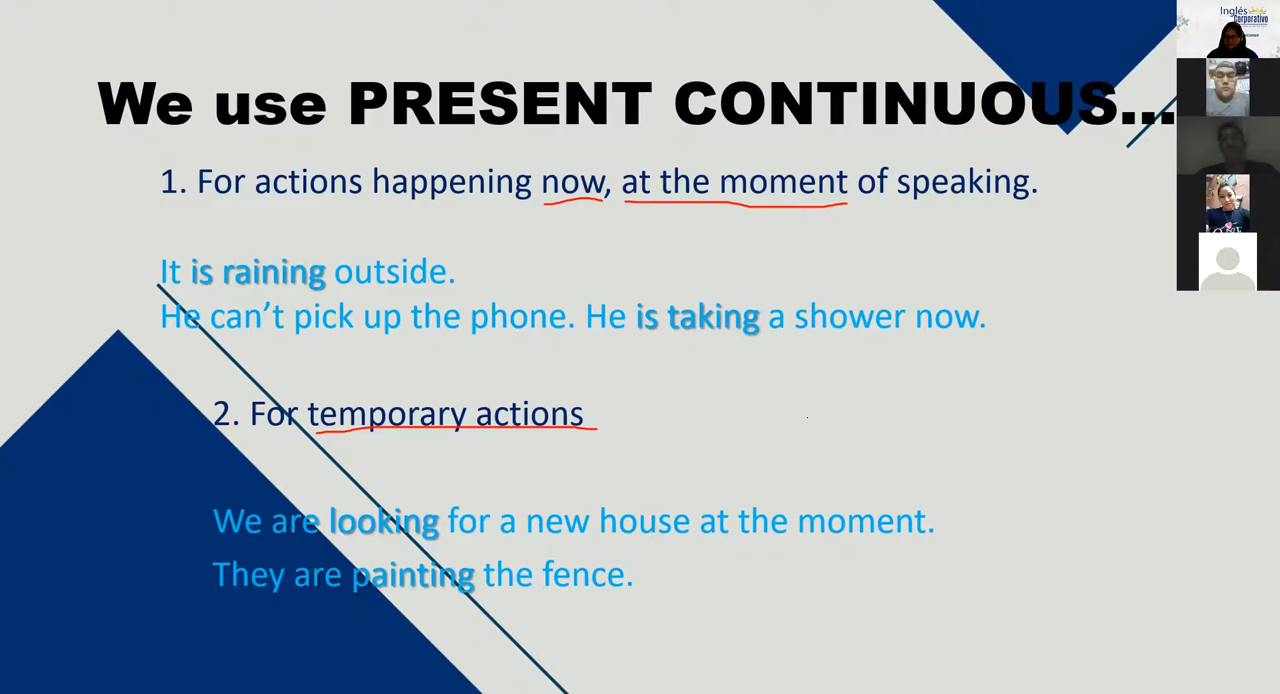 Inglés
Corporativo
We use PRESENT CONTINUOUS...
1. For actions happening now, at the moment of speaking.
It is raining outside.
He can’t pick up the phone. He is taking a shower now.
2. For temporary actions
We are looking for a new house at the moment.
They are painting the fence.